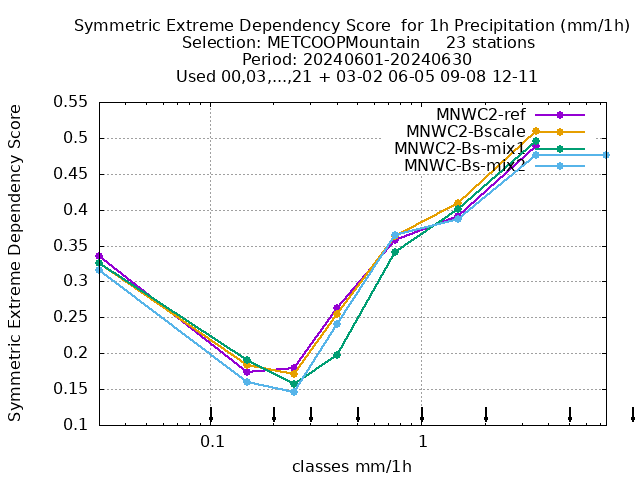 Symmetric Extreme Dependency Score  for 1h Precipitation (mm/1h)
Selection: METCOOPMountain     23 stations
Period: 20240601-20240630
Used 00,03,...,21 + 03-02 06-05 09-08 12-11
Symmetric Extreme Dependency Score
0.55
0.5
0.45
0.4
0.35
0.3
0.25
0.2
0.15
0.1
MNWC2-ref
MNWC2-Bscale
MNWC2-Bs-mix1
MNWC-Bs-mix2
0.1
1
classes mm/1h